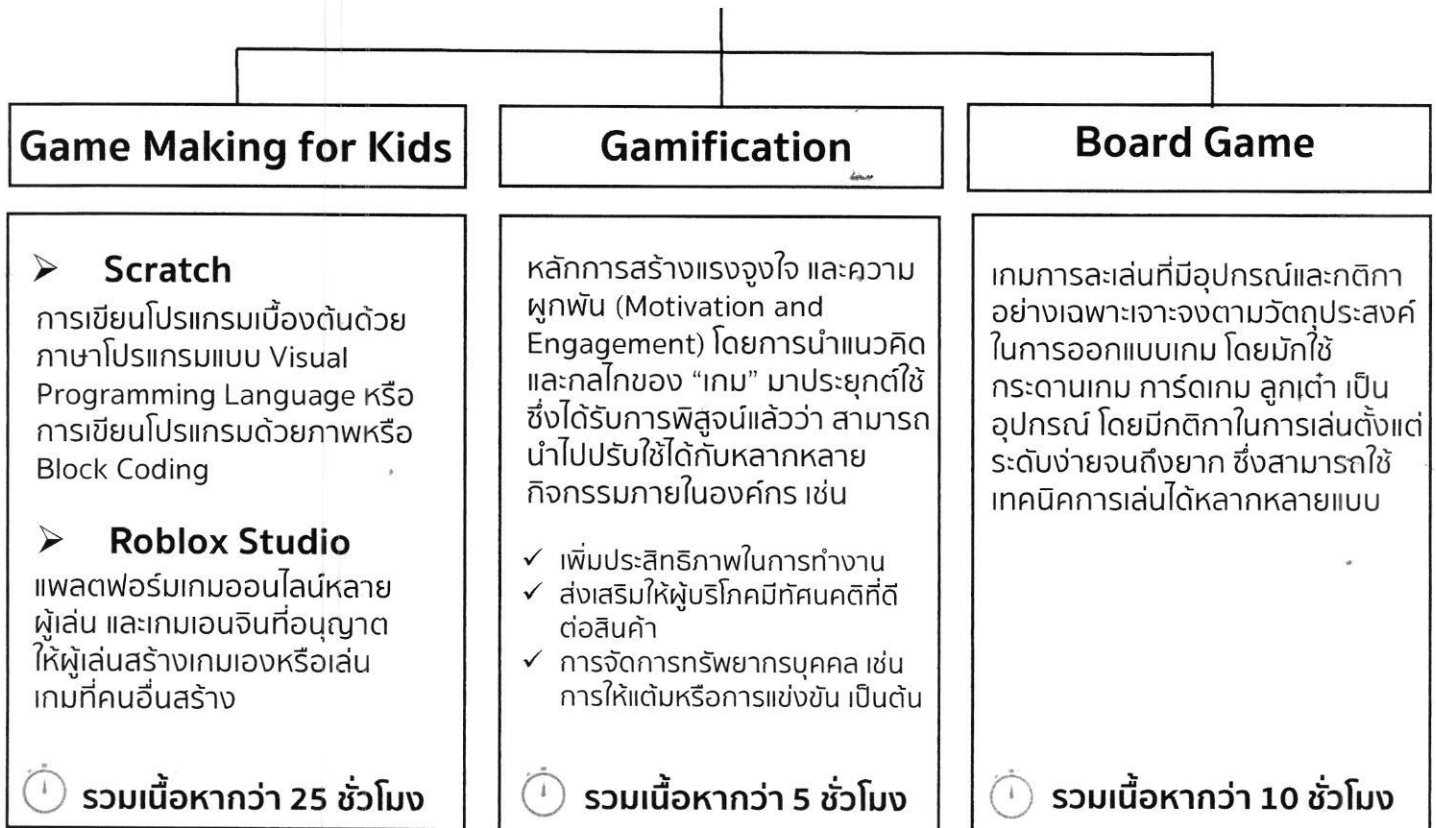 Game Making for Kids
➢ Scratch
การเขียนโปรแกรมเบื้องต้นด้วย
ภาษาโปรแกรมแบบ Visual
Programming Language หรือ
การเขียนโปรแกรมด้วยภาพหรือ
Block Coding
➢ Roblox Studio
แพลตฟอร์มเกมออนไลน์หลาย
ผู้เล่น และเกมเอนจินที่อนุญาต
ให้ผู้เล่นสร้างเกมเองหรือเล่น
เกมที่คนอื่นสร้าง
รวมเนื้อหากว่า 25 ชั่วโมง
Gamification
หลักการสร้างแรงจูงใจ และความ
ผูกพัน (Motivation and
Engagement) โดยการนำแนวคิด
และกลไกของ “เกม” มาประยุกต์ใช้
ซึ่งได้รับการพิสูจน์แล้วว่า สามารถ
นำไปปรับใช้ได้กับหลากหลาย
กิจกรรมภายในองค์กร เช่น
✓ เพิ่มประสิทธิภาพในการทำงาน
✓ ส่งเสริมให้ผู้บริโภคมีทัศนคติที่ดี
ต่อสินค้า
✓ การจัดการทรัพยากรบุคคล เช่น
การให้แต้มหรือการแข่งขัน เป็นต้น
รวมเนื้อหากว่า 5 ชั่วโมง
Board Game
เกมการละเล่นที่มีอุปกรณ์และกติกา
อย่างเฉพาะเจาะจงตามวัตถุประสงค์
ในการออกแบบเกม โดยมักใช้
กระดานเกม การ์ดเกม ลูกเต๋า เป็น
อุปกรณ์ โดยมีกติกาในการเล่นตั้งแต่
ระดับง่ายจนถึงยาก ซึ่งสามารถใช้
เทคนิคการเล่นได้หลากหลายแบบ
รวมเนื้อหากว่า 10 ชั่วโมง